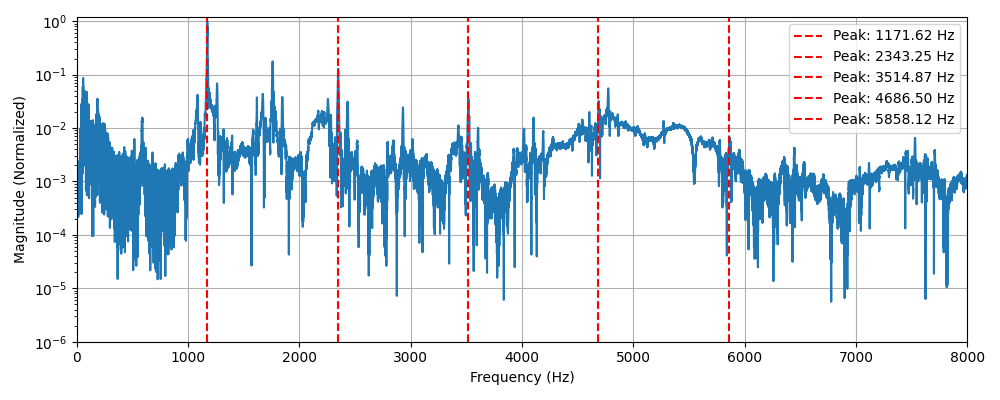 10⁰
10⁻¹
10⁻²
10⁻³
10⁻⁴
10⁻⁵
10⁻⁶
Magnitude (Normalized)
Peak: 1171.62 Hz
Peak: 2343.25 Hz
Peak: 3514.87 Hz
Peak: 4686.50 Hz
Peak: 5858.12 Hz
0 1000 2000 3000 4000 5000 6000 7000 8000
Frequency (Hz)